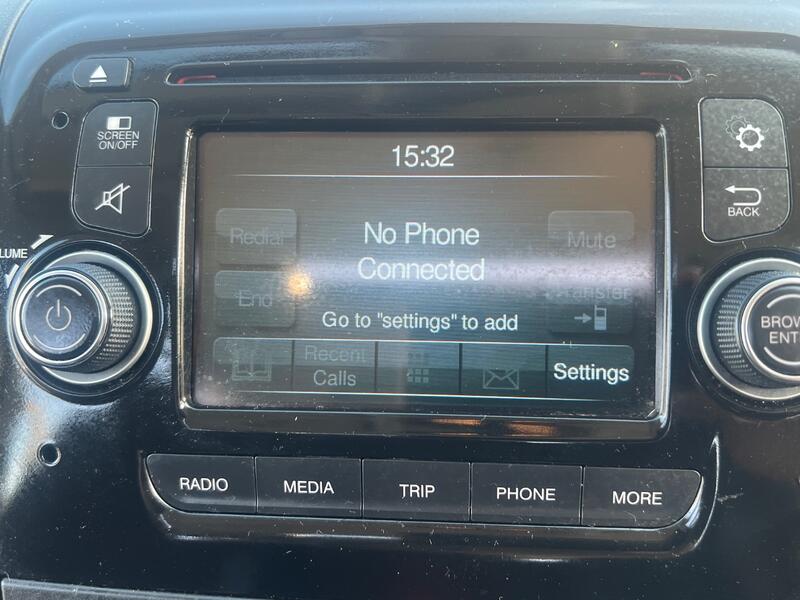 SCREEN
ON/OFF
15:32
BACK
Redial
No Phone
Connected
Mute
End
Transfer
Go to "settings" to add
Recent
Calls
Settings
RADIO
MEDIA
TRIP
PHONE
MORE